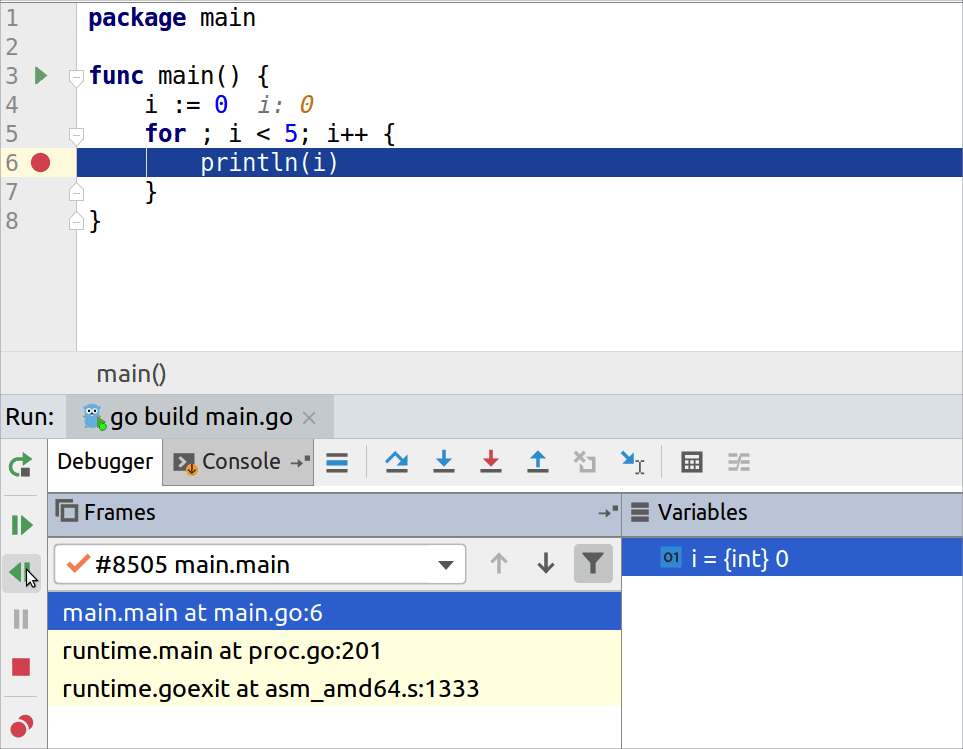 1 package main
2
3 func main() {
4 i := 0 i: 0
5 for ; i < 5; i++ {
6 println(i)
7 }
8 }
main()
Run: go build main.go
Debugger Console
Frames Variables
#8505 main.main 01 i = {int} 0
main.main at main.go:6
runtime.main at proc.go:201
runtime.goexit at asm_amd64.s:1333